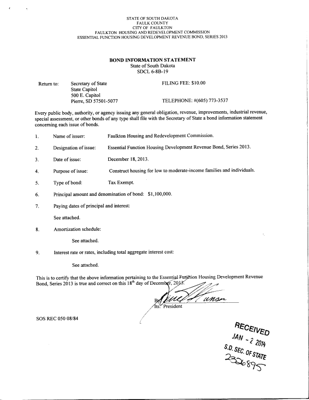 STATE OF SOUTH DAKOTA
FAULK COUNTY
CITY OF FAULKTON
FAULKTON HOUSING AND REDEVELOPMENT COMMISSION
ESSENTIAL FUNCTION HOUSING DEVELOPMENT REVENUE BOND, SERIES 2013
BOND INFORMATION STATEMENT
State of South Dakota
SDCL 6-8B-19
Return to: Secretary of State FILING FEE: $10.00
State Capitol
500 E. Capitol
Pierre, SD 57501-5077 TELEPHONE: #(605) 773-3537
Every public body, authority, or agency issuing any general obligation, revenue, improvements, industrial revenue,
special assessment, or other bonds of any type shall file with the Secretary of State a bond information statement
concerning each issue of bonds.
1. Name of issuer: Faulkton Housing and Redevelopment Commission.
2. Designation of issue: Essential Function Housing Development Revenue Bond, Series 2013.
3. Date of issue: December 18, 2013.
4. Purpose of issue: Construct housing for low to moderate-income families and individuals.
5. Type of bond: Tax Exempt.
6. Principal amount and denomination of bond: $1,100,000.
7. Paying dates of principal and interest:
See attached.
8. Amortization schedule:
See attached.
9. Interest rate or rates, including total aggregate interest cost:
See attached.
This is to certify that the above information pertaining to the Essential Function Housing Development Revenue
Bond, Series 2013 is true and correct on this 18th day of December, 2013.
Its: President
SOS REC 050 08/84
RECEIVED
JAN - 2 2014
S.D. SEC. OF STATE
2326895